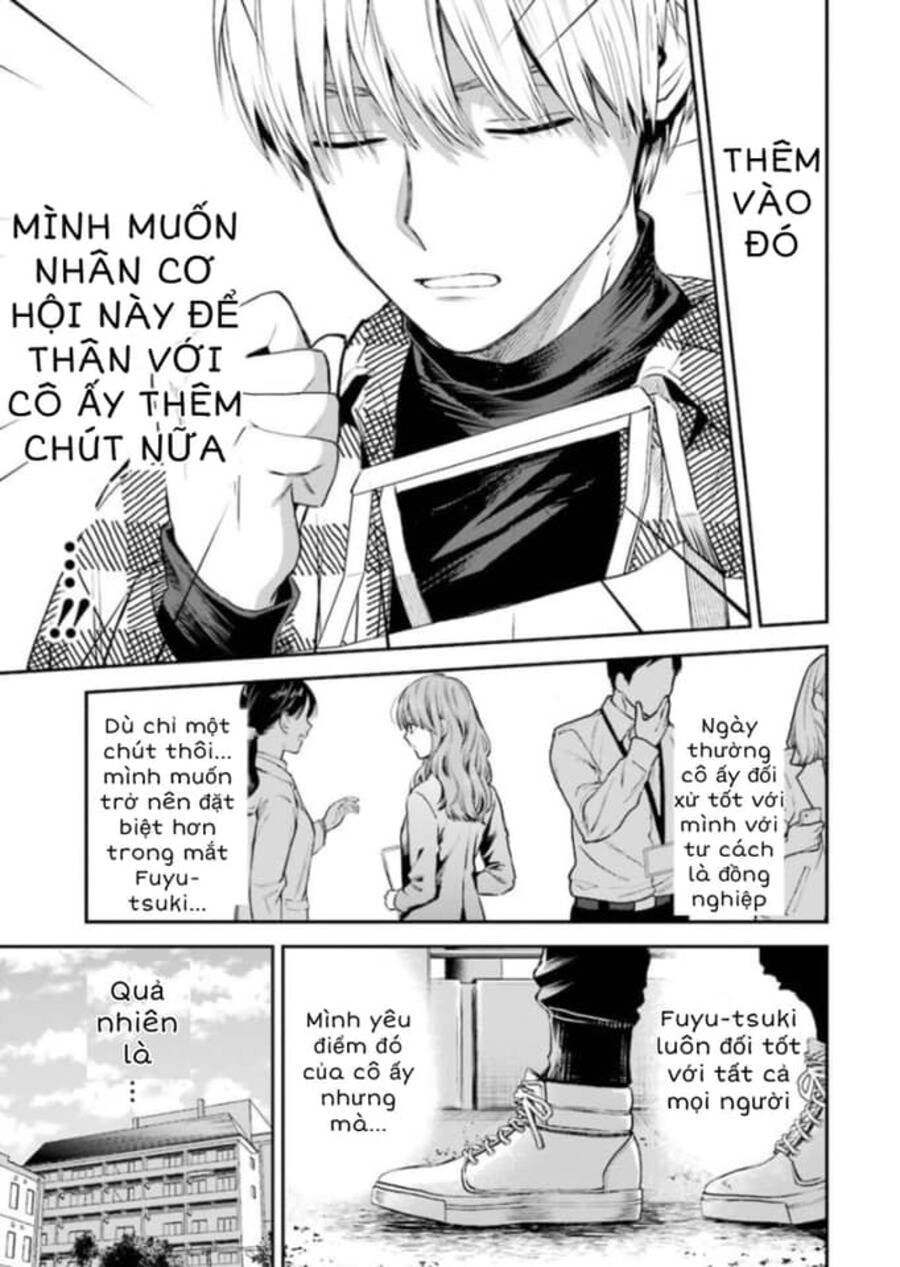 THÊM
VÀO
ĐÓ
MÌNH MUỐN
NHÂN CƠ
HỘI NÀY ĐỂ
THÂN VỚI
CÔ ẤY THÊM
CHÚT NỮA
...!!
Ngày
thường
cô ấy đối
xử tốt với
mình với
tư cách
là đồng
nghiệp
Dù chỉ một
chút thôi...
mình muốn
trở nên đặt
biệt hơn
trong mắt
Fuyu-
tsuki...
Fuyu-tsuki
luôn đối tốt
với tất cả
mọi người
Mình yêu
điểm đó
của cô ấy
nhưng
mà...
Quả
nhiên
là
...